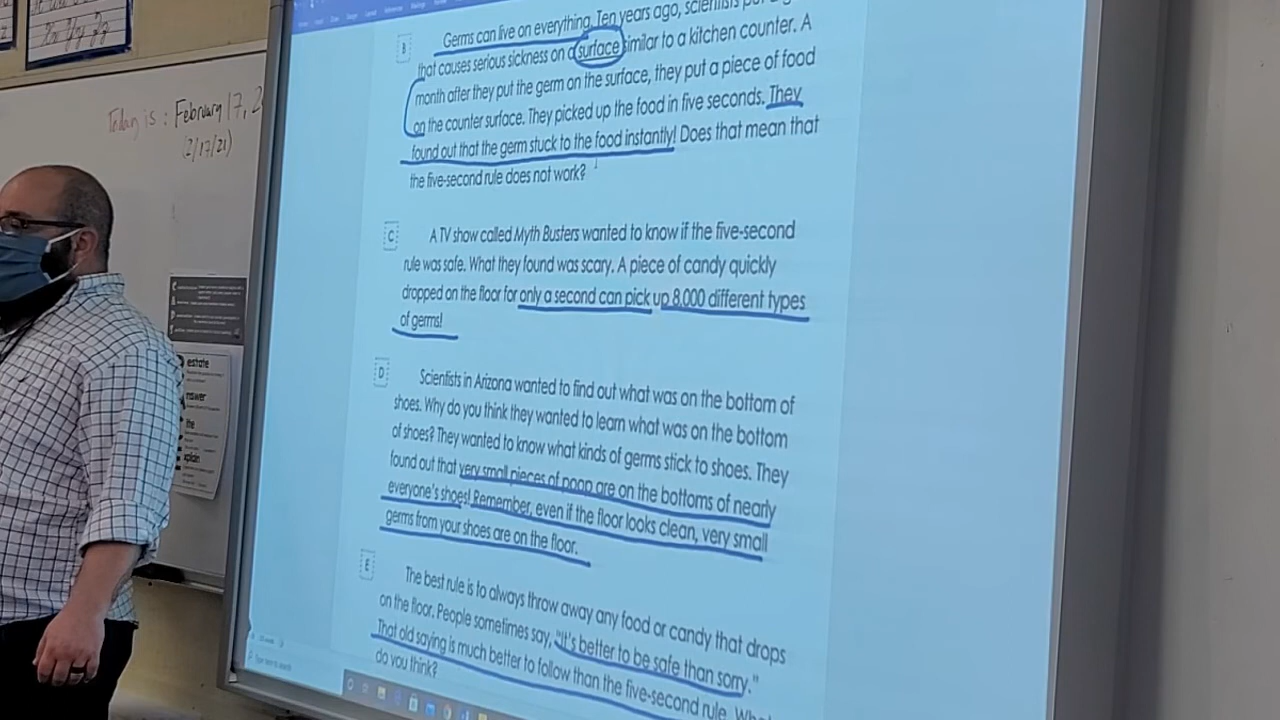 Today is : February 17, 2
(2/17/21)
B
Germs can live on everything. Ten years ago, scientists put a
that causes serious sickness on a surface similar to a kitchen counter. A
month after they put the germ on the surface, they put a piece of food
on the counter surface. They picked up the food in five seconds. They
found out that the germ stuck to the food instantly! Does that mean that
the five-second rule does not work?
C
A TV show called Myth Busters wanted to know if the five-second
rule was safe. What they found was scary. A piece of candy quickly
dropped on the floor for only a second can pick up 8,000 different types
of germs!
D
Scientists in Arizona wanted to find out what was on the bottom of
shoes. Why do you think they wanted to learn what was on the bottom
of shoes? They wanted to know what kinds of germs stick to shoes. They
found out that very small pieces of poop are on the bottoms of nearly
everyone's shoes! Remember, even if the floor looks clean, very small
germs from your shoes are on the floor.
E
The best rule is to always throw away any food or candy that drops
on the floor. People sometimes say, "It's better to be safe than sorry."
That old saying is much better to follow than the five-second rule.
do you think?
estate
nswer
ite
xplain